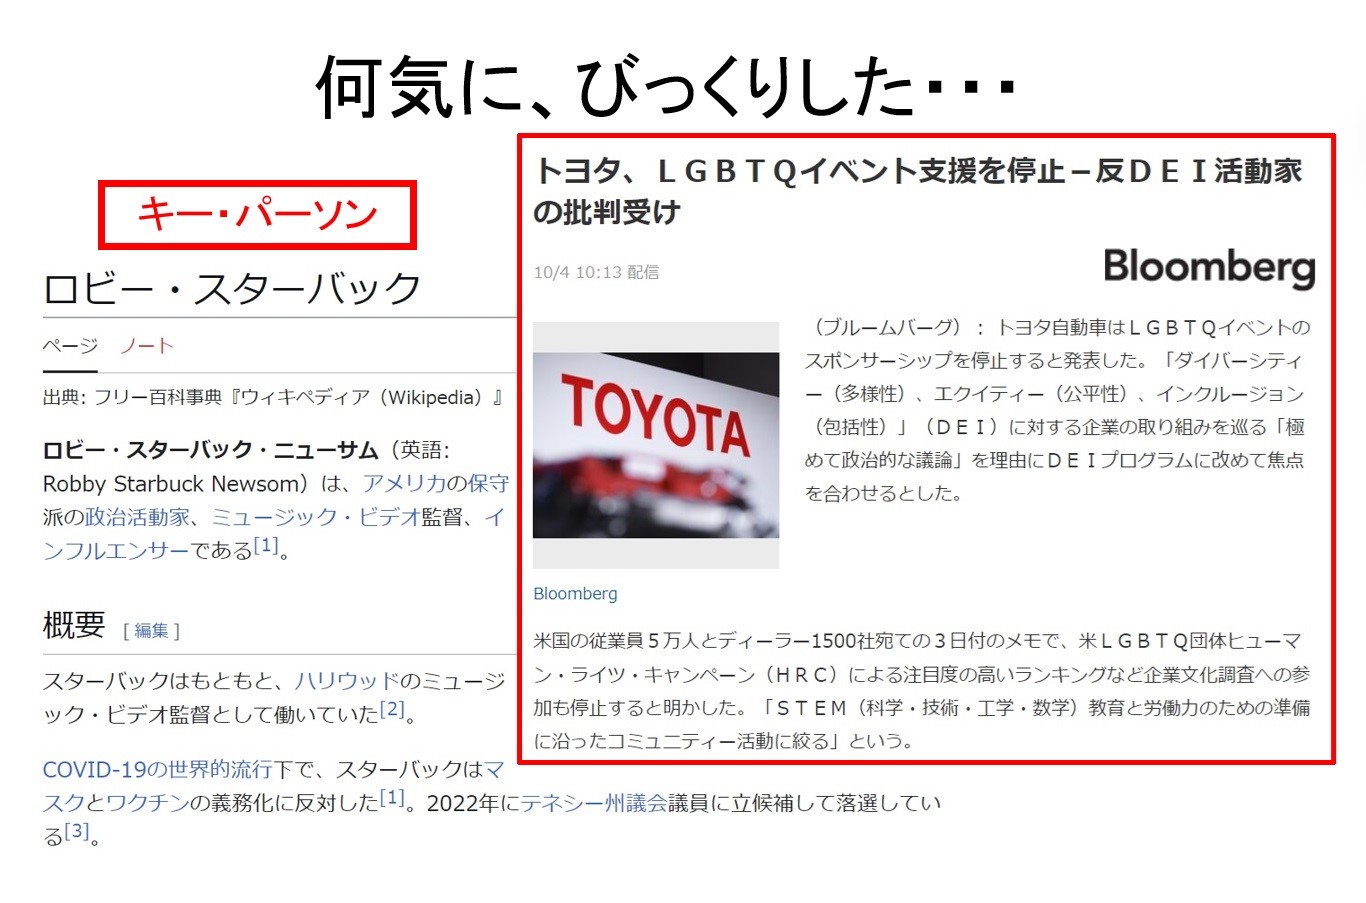 何気に、びっくりした・・・
キー・パーソン
ロビー・スターバック
ページ ノート
出典: フリー百科事典『ウィキペディア（Wikipedia）』
ロビー・スターバック・ニューサム（英語:
Robby Starbuck Newsom）は、アメリカの保守
派の政治活動家、ミュージック・ビデオ監督、イ
ンフルエンサーである[1]。
概要 [ 編集 ]
スターバックはもともと、ハリウッドのミュージ
ック・ビデオ監督として働いていた[2]。
COVID-19の世界的流行下で、スターバックはマ
スクとワクチンの義務化に反対した[1]。2022年にテネシー州議会議員に立候補して落選してい
る[3]。
トヨタ、ＬＧＢＴＱイベント支援を停止－反ＤＥＩ活動家
の批判受け
10/4 10:13 配信
Bloomberg
TOYOTA
（ブルームバーグ）： トヨタ自動車はＬＧＢＴＱイベントの
スポンサーシップを停止すると発表した。「ダイバーシティ
ー（多様性）、エクイティー（公平性）、インクルージョン
（包括性）」（ＤＥＩ）に対する企業の取り組みを巡る「極
めて政治的な議論」を理由にＤＥＩプログラムに改めて焦点
を合わせるとした。
Bloomberg
米国の従業員５万人とディーラー1500社宛ての３日付のメモで、米ＬＧＢＴＱ団体ヒューマ
ン・ライツ・キャンペーン（ＨＲＣ）による注目度の高いランキングなど企業文化調査への参
加も停止すると明かした。「ＳＴＥＭ（科学・技術・工学・数学）教育と労働力のための準備
に沿ったコミュニティー活動に絞る」という。